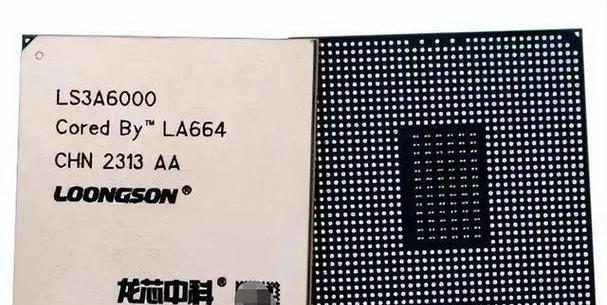 LS3A6000
Cored By™ LA664
CHN 2313 AA
LOONGSON®
龙芯中科®